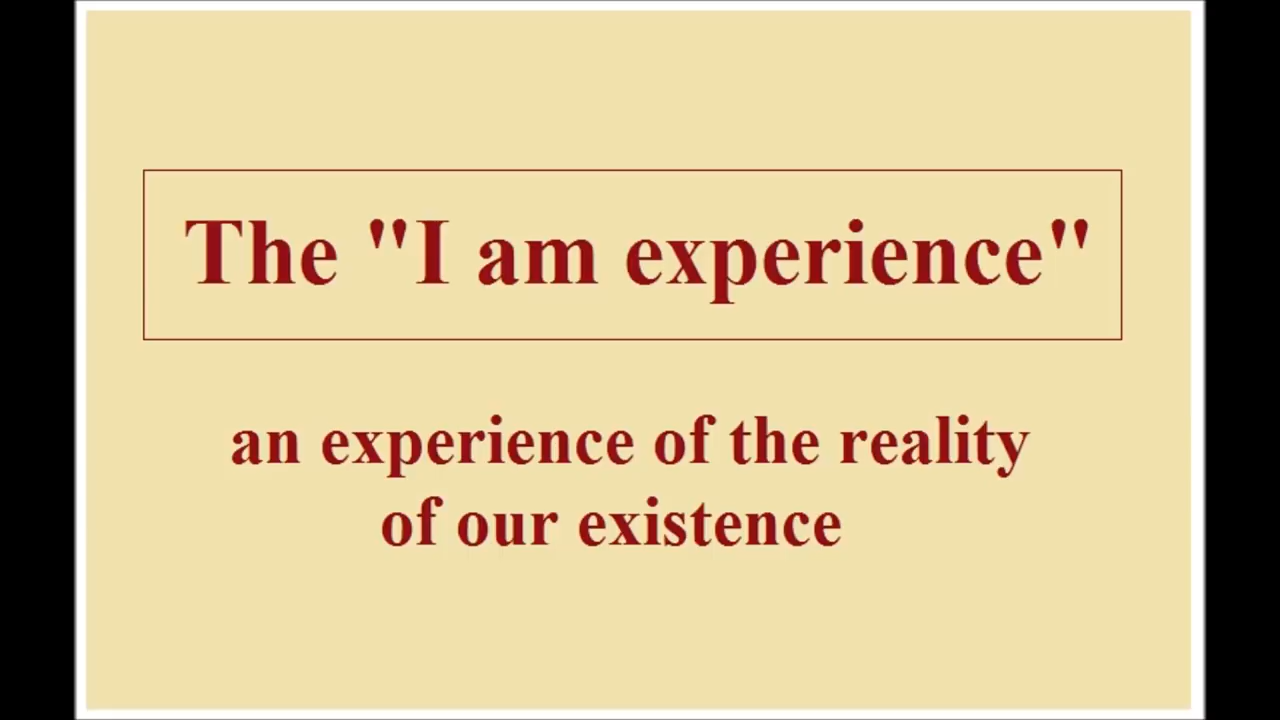 The "I am experience"
an experience of the reality
of our existence